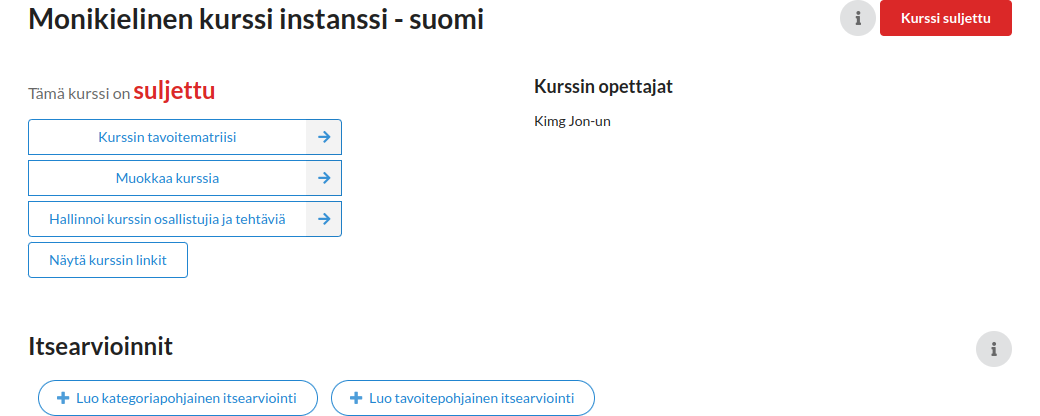 Monikielinen kurssi instanssi - suomi
Kurssi suljettu
Tämä kurssi on suljettu
Kurssin tavoitematriisi
Muokkaa kurssia
Hallinnoi kurssin osallistujia ja tehtäviä
Näytä kurssin linkit
Kurssin opettajat
Kimg Jon-un
Itsearvioinnit
Luo kategoriapohjainen itsearviointi
Luo tavoitepohjainen itsearviointi